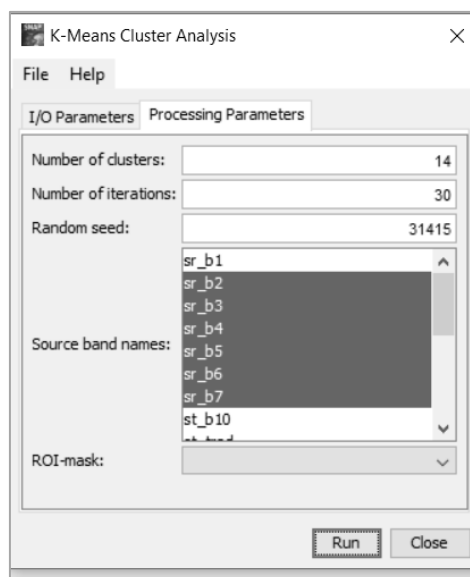 SNAP
K-Means Cluster Analysis
File Help
I/O Parameters Processing Parameters
Number of clusters: 14
Number of iterations: 30
Random seed: 31415
Source band names:
sr_b1
sr_b2
sr_b3
sr_b4
sr_b5
sr_b6
sr_b7
st_b10
ROI-mask:
Run Close